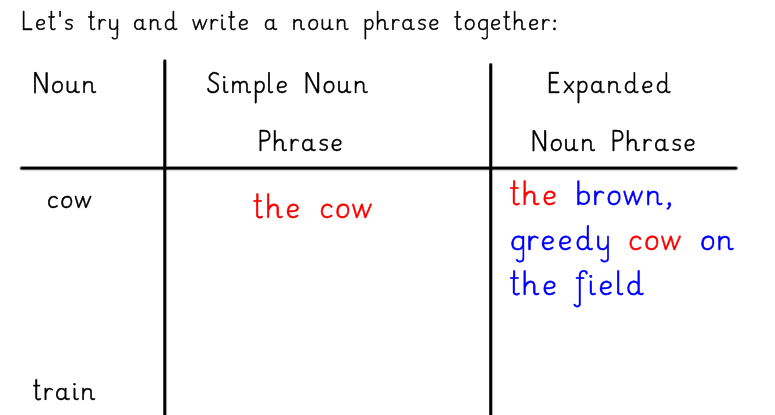 Let's try and write a noun phrase together:
Noun
Simple Noun
Phrase
Expanded
Noun Phrase
cow
the cow
the brown,
greedy cow on
the field
train